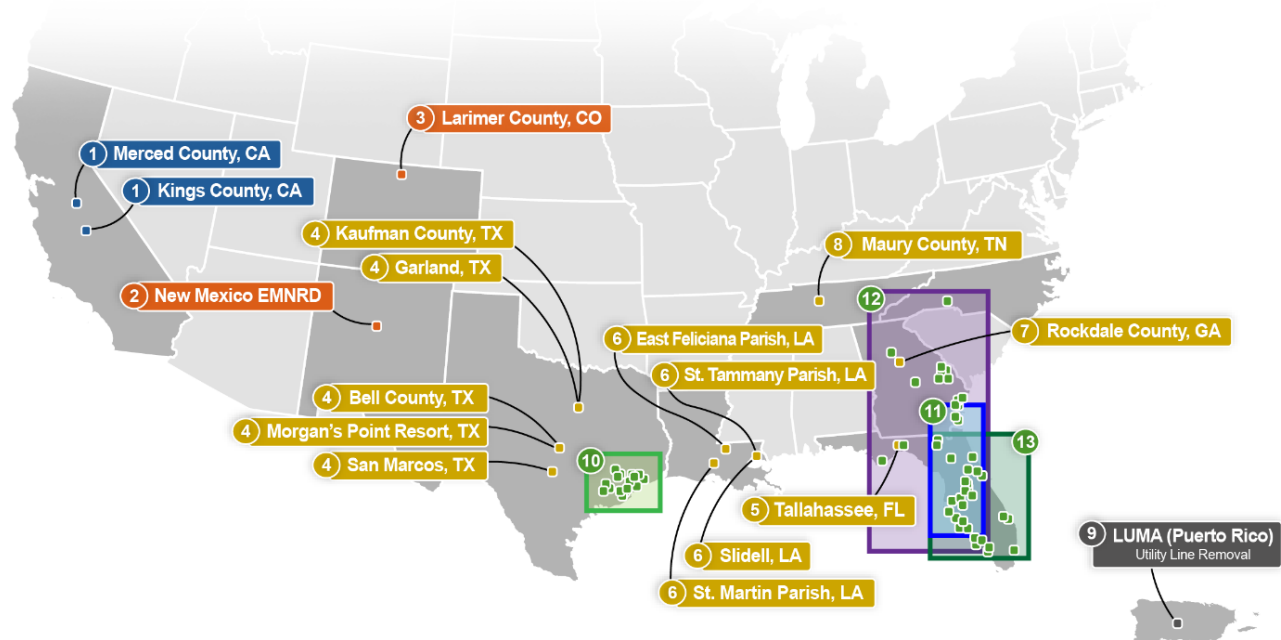 3 Larimer County, CO
1 Merced County, CA
1 Kings County, CA
4 Kaufman County, TX
8 Maury County, TN
4 Garland, TX
2 New Mexico EMNRD
12
7 Rockdale County, GA
6 East Feliciana Parish, LA
6 St. Tammany Parish, LA
4 Bell County, TX
11
4 Morgan's Point Resort, TX
13
4 San Marcos, TX
10
5 Tallahassee, FL
9 LUMA (Puerto Rico)
Utility Line Removal
6 Slidell, LA
6 St. Martin Parish, LA